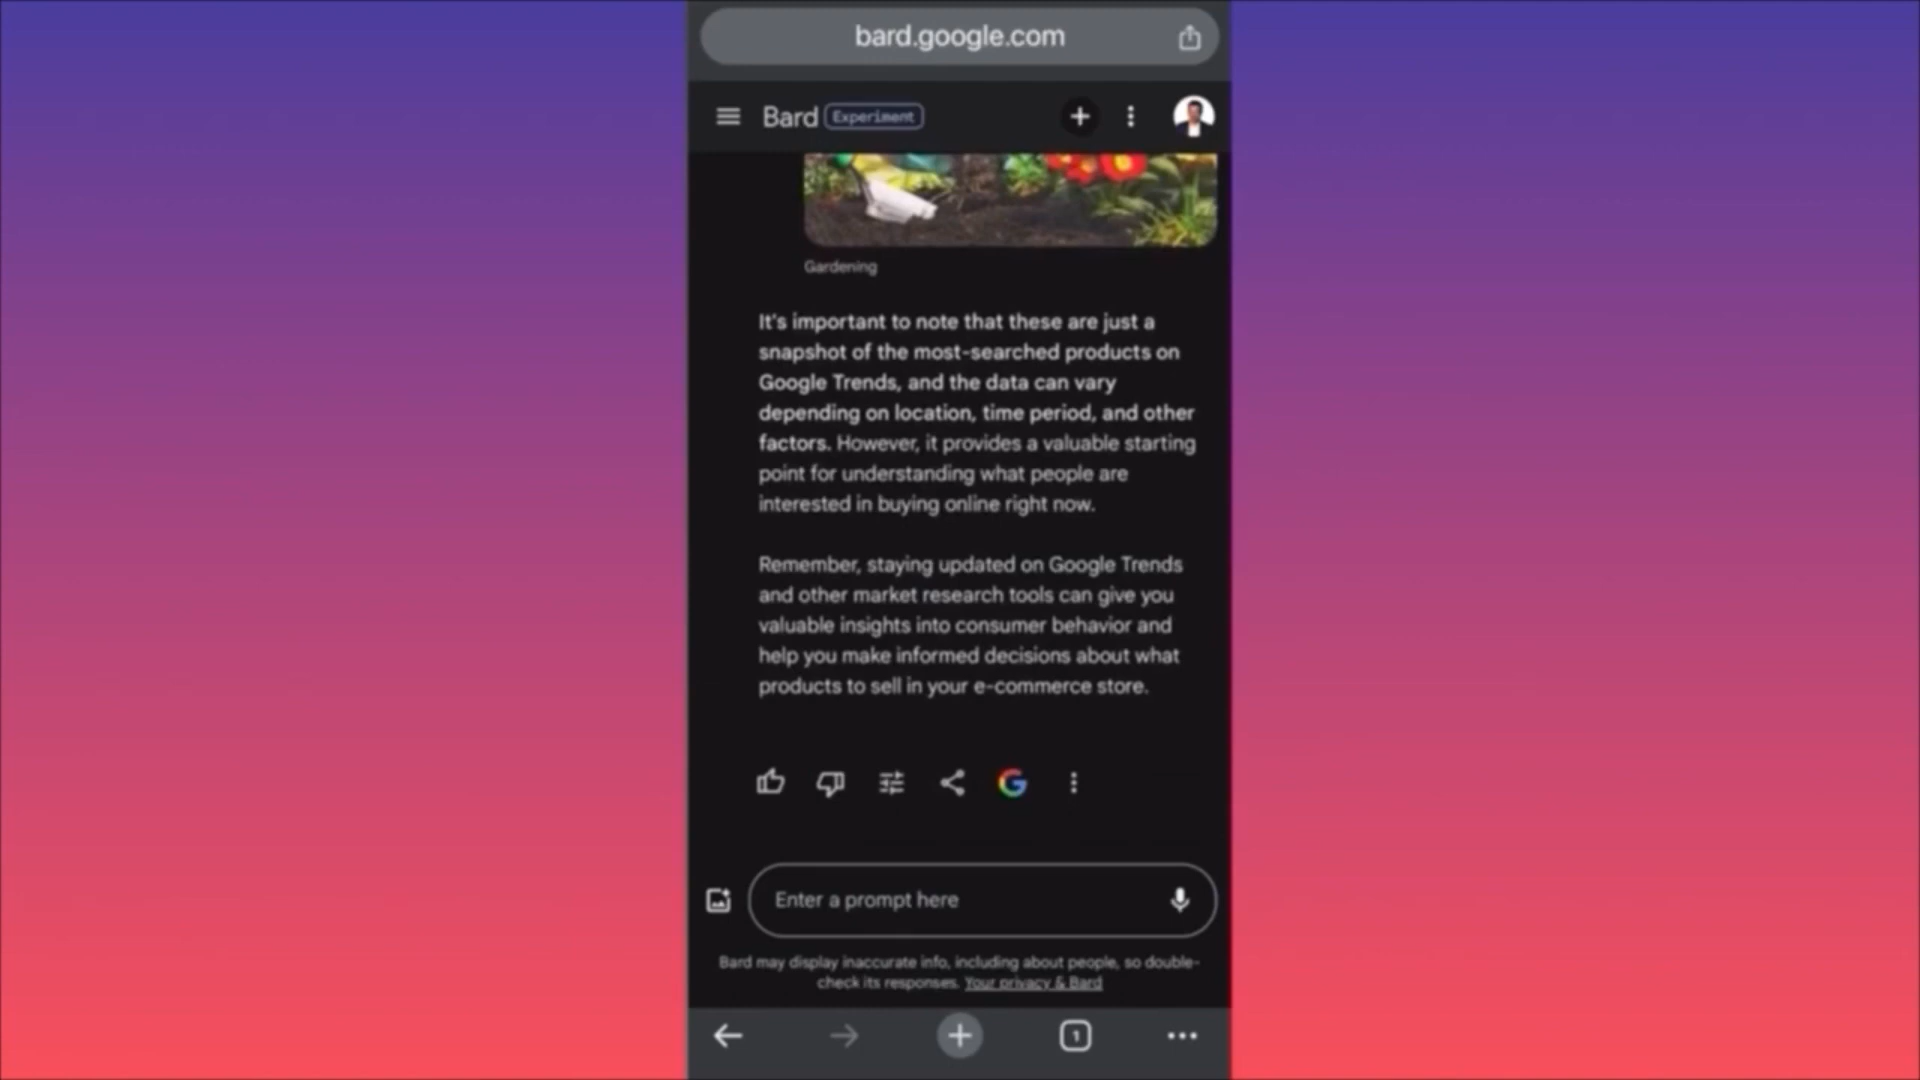 bard.google.com
Bard Experiment
Gardening
It's important to note that these are just a
snapshot of the most-searched products on
Google Trends, and the data can vary
depending on location, time period, and other
factors. However, it provides a valuable starting
point for understanding what people are
interested in buying online right now.
Remember, staying updated on Google Trends
and other market research tools can give you
valuable insights into consumer behavior and
help you make informed decisions about what
products to sell in your e-commerce store.
G
Enter a prompt here
Bard may display inaccurate info, including about people, so double-
check its responses. Your privacy & Bard
1